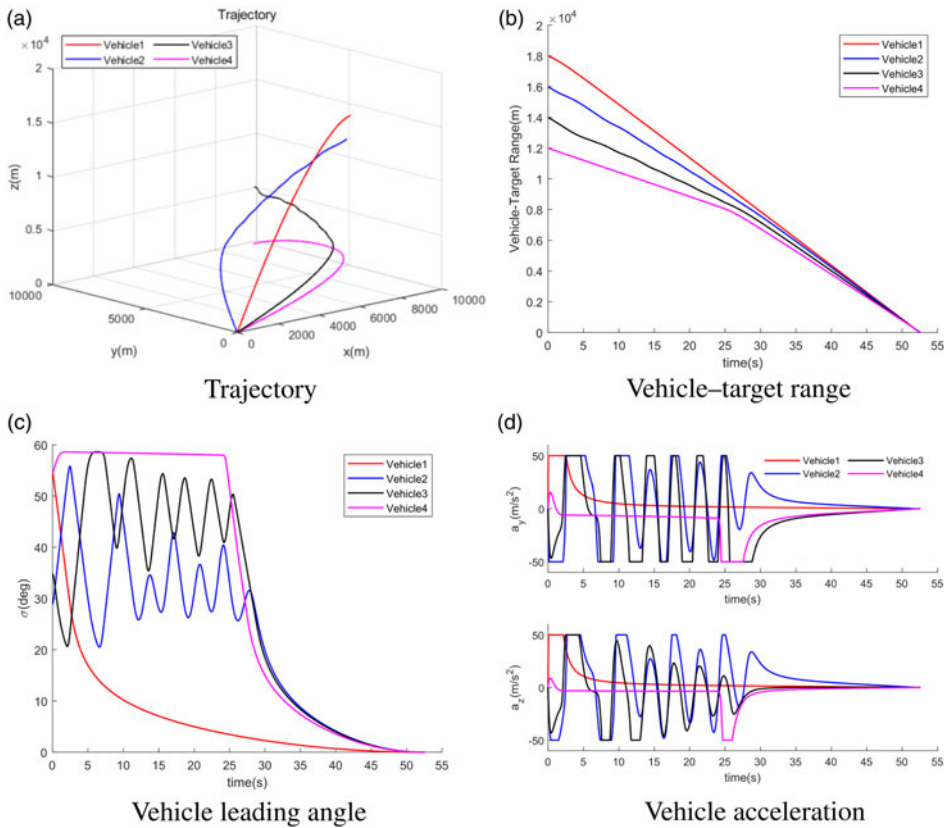 (a)
Trajectory
×10⁴
Vehicle1 Vehicle3
Vehicle2 Vehicle4
2
1.5
1
0.5
0
z(m)
10000
5000
0
y(m)
0 2000 4000 6000 8000 10000
x(m)
Trajectory
(b)
×10⁴
2
1.8
1.6
1.4
1.2
1
0.8
0.6
0.4
0.2
0
Vehicle-Target Range(m)
Vehicle1
Vehicle2
Vehicle3
Vehicle4
0 5 10 15 20 25 30 35 40 45 50 55
time(s)
Vehicle–target range
(c)
60
50
40
30
20
10
0
σ(deg)
Vehicle1
Vehicle2
Vehicle3
Vehicle4
0 5 10 15 20 25 30 35 40 45 50 55
time(s)
Vehicle leading angle
(d)
50
0
-50
a_y(m/s²)
Vehicle1 Vehicle3
Vehicle2 Vehicle4
0 5 10 15 20 25 30 35 40 45 50 55
time(s)
50
0
-50
a_z(m/s²)
0 5 10 15 20 25 30 35 40 45 50 55
time(s)
Vehicle acceleration